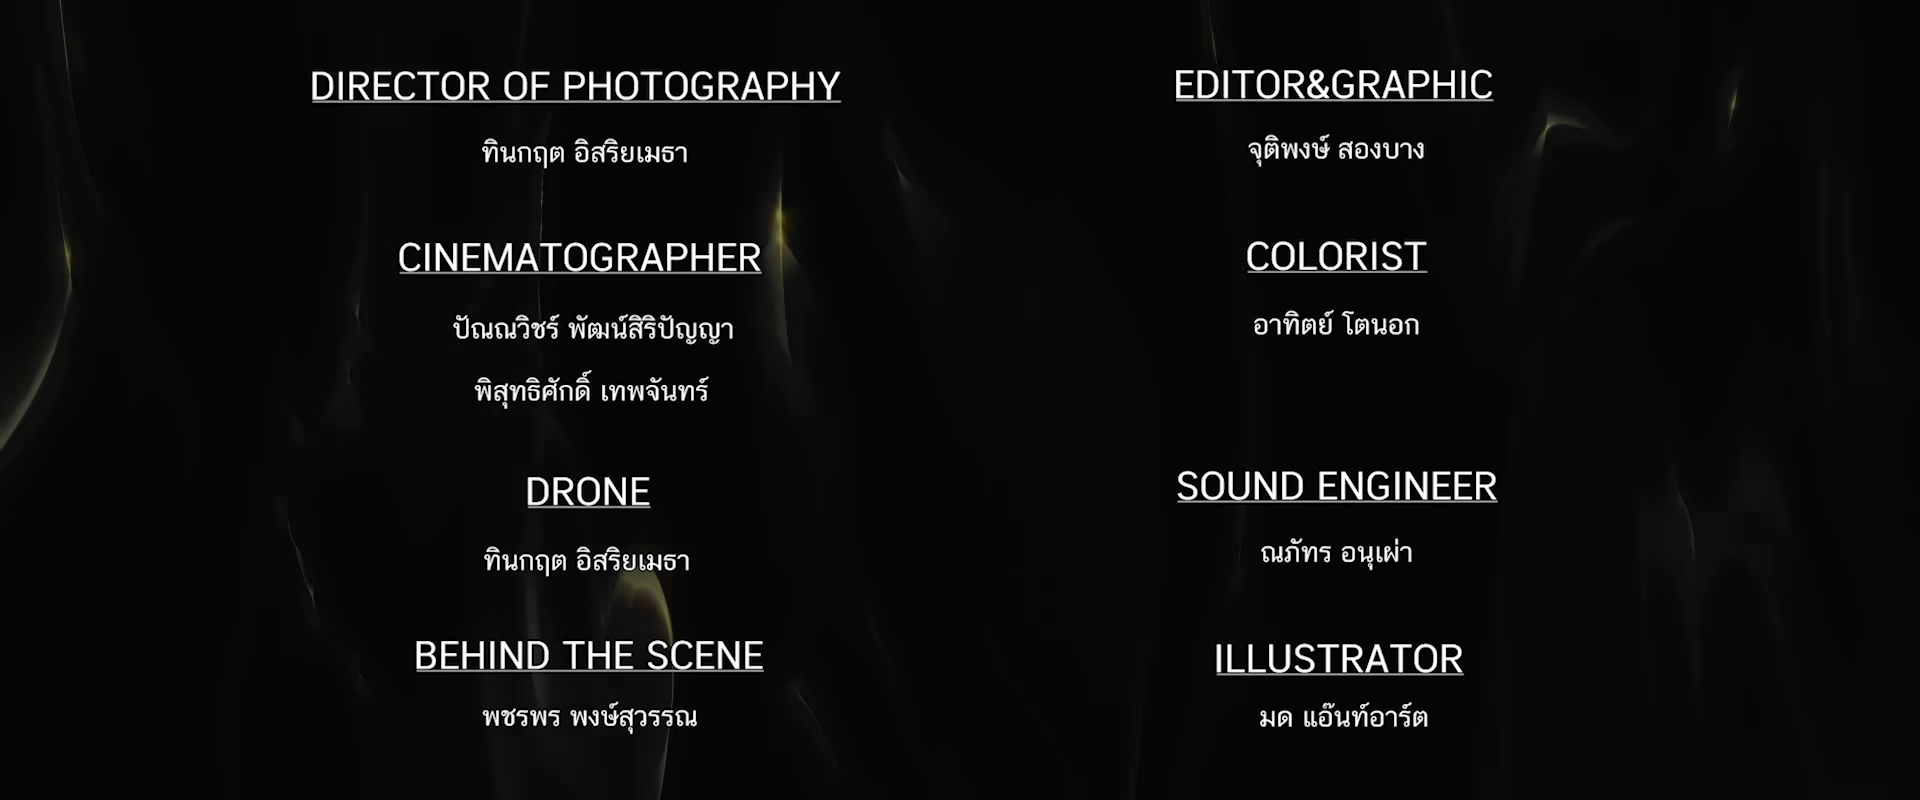 DIRECTOR OF PHOTOGRAPHY
ทินกฤต อิสริยเมธา
CINEMATOGRAPHER
ปัณณวิชร์ พัฒน์สิริปัญญา
พิสุทธิศักดิ์ เทพจันทร์
DRONE
ทินกฤต อิสริยเมธา
BEHIND THE SCENE
พชรพร พงษ์สุวรรณ
EDITOR&GRAPHIC
จุติพงษ์ สองบาง
COLORIST
อาทิตย์ โตนอก
SOUND ENGINEER
ณภัทร อนุเผ่า
ILLUSTRATOR
มด แอ๊นท์อาร์ต